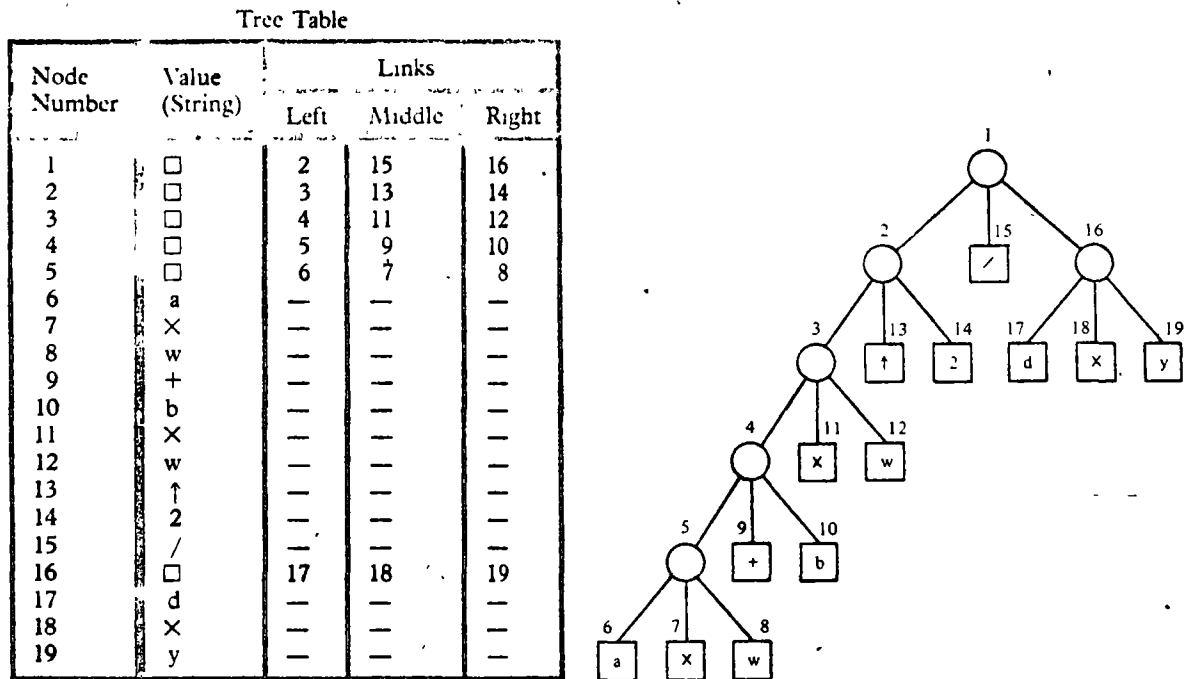 Tree Table
Node Number Value (String) Links
Left Middle Right
1 □ 2 15 16
2 □ 3 13 14
3 □ 4 11 12
4 □ 5 9 10
5 □ 6 7 8
6 a — — —
7 × — — —
8 w — — —
9 + — — —
10 b — — —
11 × — — —
12 w — — —
13 ↑ — — —
14 2 — — —
15 / — — —
16 □ 17 18 19
17 d — — —
18 × — — —
19 y — — —
1
2 15 16
/
3 13 14 17 18 19
↑ 2 d × y
4 11 12
× w
5 9 10
+ b
6 7 8
a × w